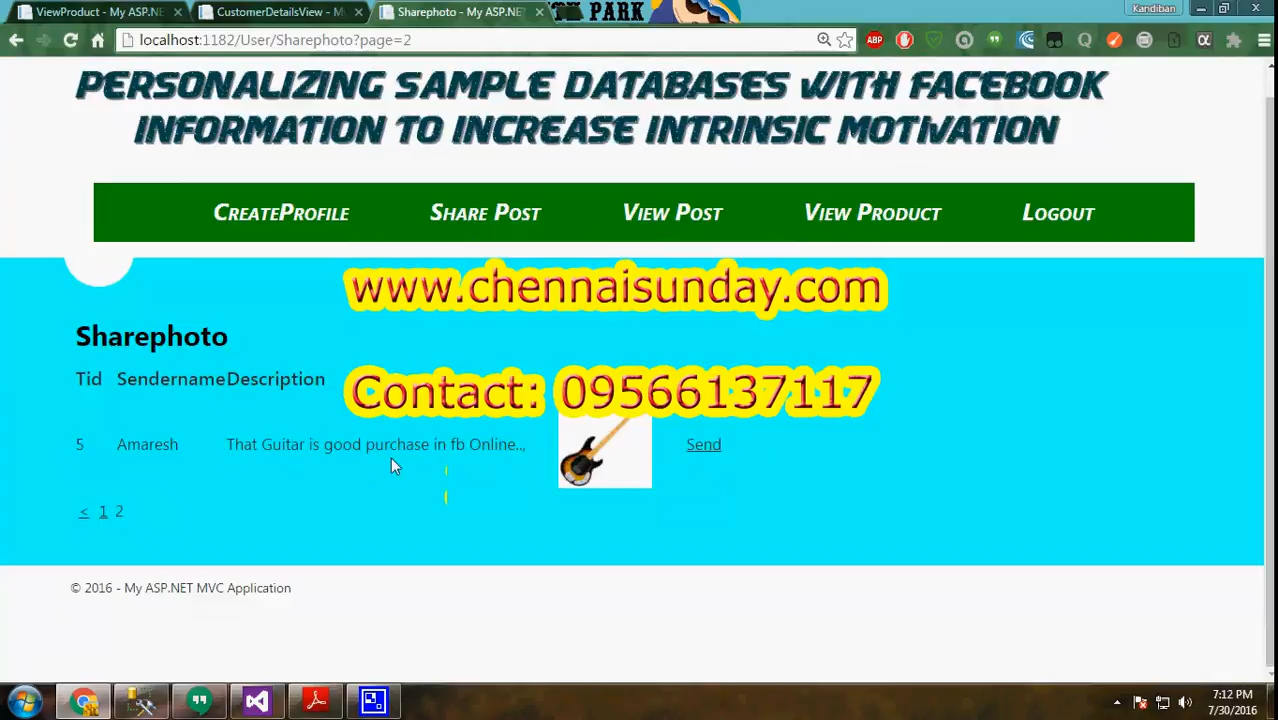 ViewProduct - My ASP.NE
CustomerDetailsView - M
Sharephoto - My ASP.NE
PARK
Kandiban
localhost:1182/User/Sharephoto?page=2
ABP
PERSONALIZING SAMPLE DATABASES WITH FACEBOOK
INFORMATION TO INCREASE INTRINSIC MOTIVATION
CreateProfile Share Post View Post View Product Logout
www.chennaisunday.com
Sharephoto
Tid SendernameDescription
Contact: 09566137117
5 Amaresh That Guitar is good purchase in fb Online.., Send
< 1 2
© 2016 - My ASP.NET MVC Application
7:12 PM
7/30/2016